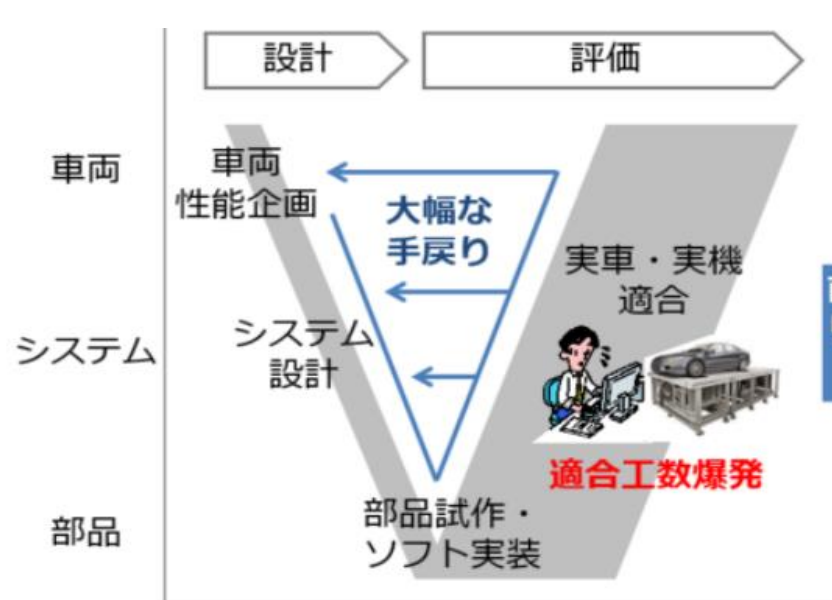 設計
評価
車両
車両
性能企画
大幅な
手戻り
実車・実機
適合
システム
システム
設計
適合工数爆発
部品
部品試作・
ソフト実装